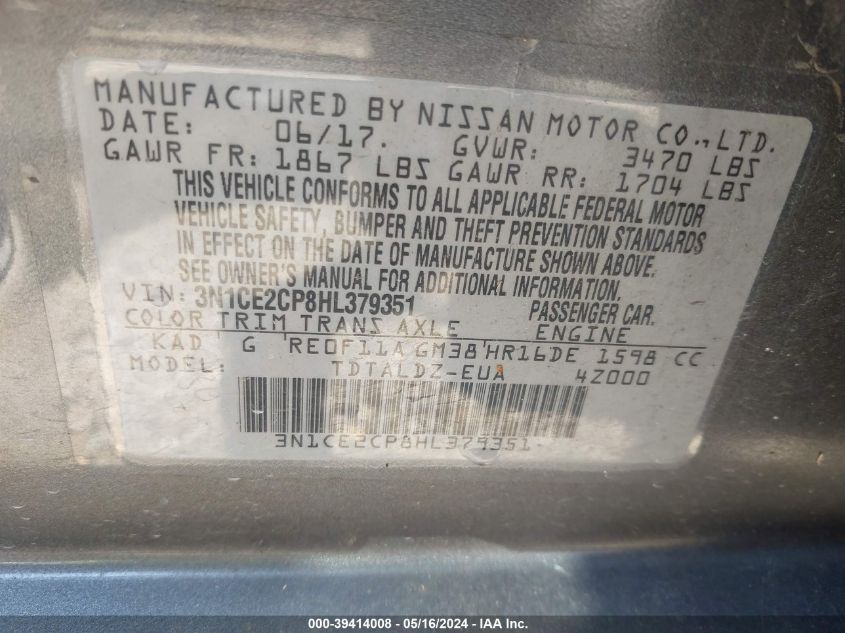 MANUFACTURED BY NISSAN MOTOR CO., LTD.
DATE: 06/17. GVWR: 3470 LBS
GAWR FR: 1867 LBS GAWR RR: 1704 LBS
THIS VEHICLE CONFORMS TO ALL APPLICABLE FEDERAL MOTOR
VEHICLE SAFETY, BUMPER AND THEFT PREVENTION STANDARDS
IN EFFECT ON THE DATE OF MANUFACTURE SHOWN ABOVE.
SEE OWNER'S MANUAL FOR ADDITIONAL INFORMATION.
VIN: 3N1CE2CP8HL379351 PASSENGER CAR.
COLOR TRIM TRANS AXLE ENGINE
KAD G RE0F11A GM38 HR16DE 1598 CC
MODEL: TDTALDZ-EUA 4Z000
3N1CE2CP8HL379351
000-39414008 - 05/16/2024 - IAA Inc.